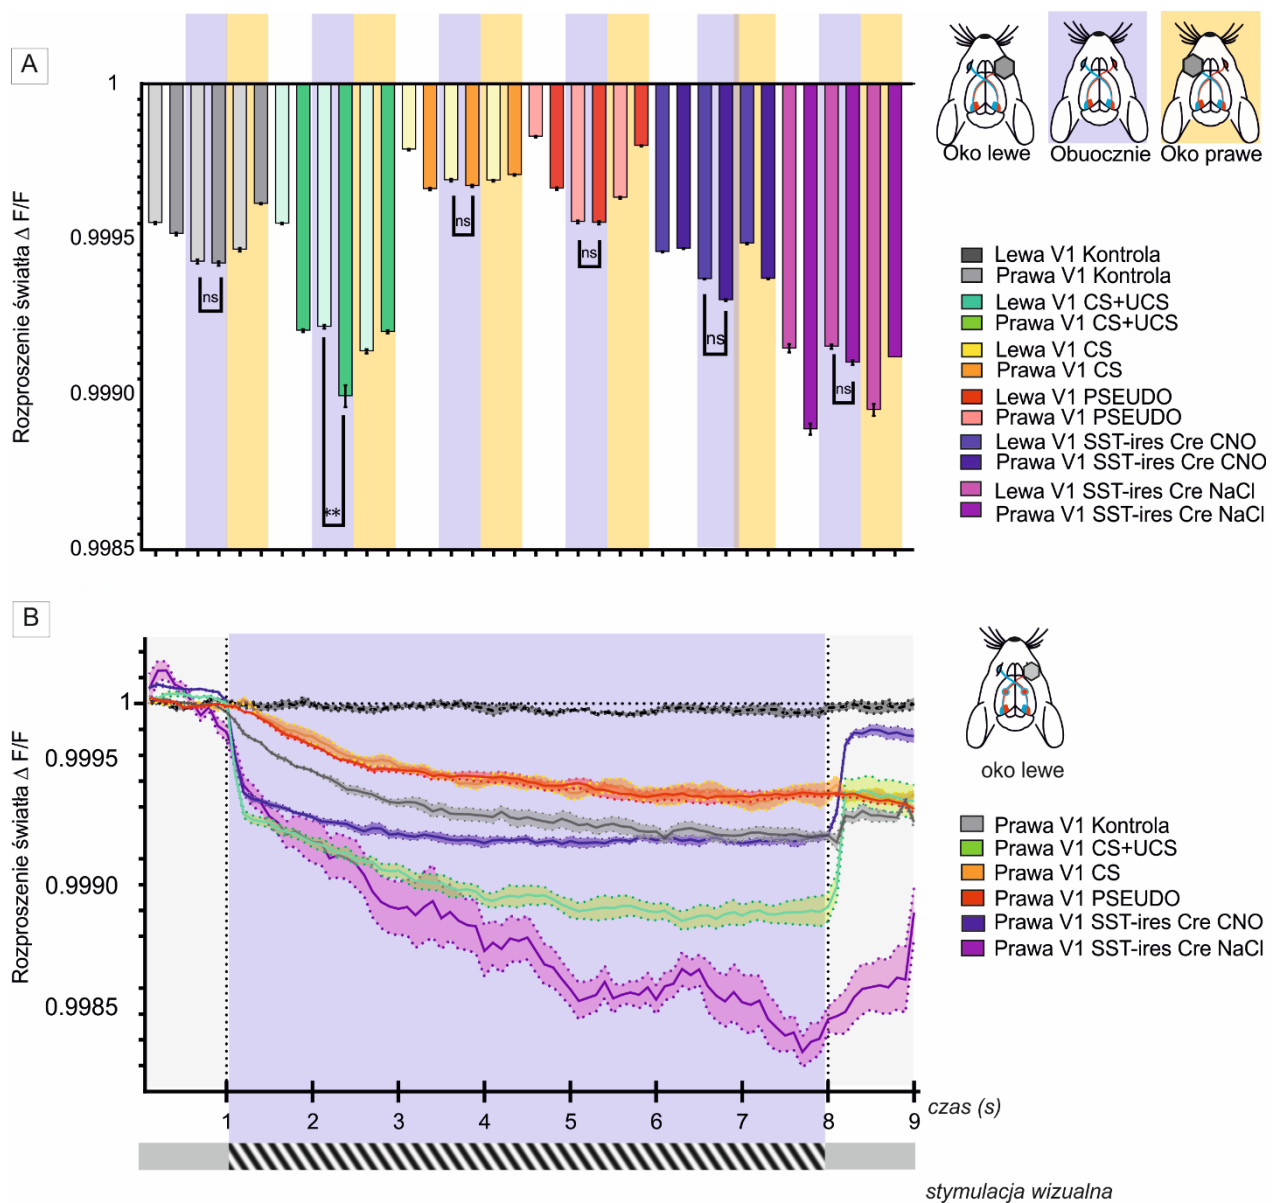 A
Oko lewe
Obuocznie
Oko prawe
Rozproszenie światła Δ F/F
1
0.9995
0.9990
0.9985
ns
**
ns
ns
ns
ns
Lewa V1 Kontrola
Prawa V1 Kontrola
Lewa V1 CS+UCS
Prawa V1 CS+UCS
Lewa V1 CS
Prawa V1 CS
Lewa V1 PSEUDO
Prawa V1 PSEUDO
Lewa V1 SST-ires Cre CNO
Prawa V1 SST-ires Cre CNO
Lewa V1 SST-ires Cre NaCl
Prawa V1 SST-ires Cre NaCl
B
Rozproszenie światła Δ F/F
1
0.9995
0.9990
0.9985
1 2 3 4 5 6 7 8 9
czas (s)
stymulacja wizualna
oko lewe
Prawa V1 Kontrola
Prawa V1 CS+UCS
Prawa V1 CS
Prawa V1 PSEUDO
Prawa V1 SST-ires Cre CNO
Prawa V1 SST-ires Cre NaCl